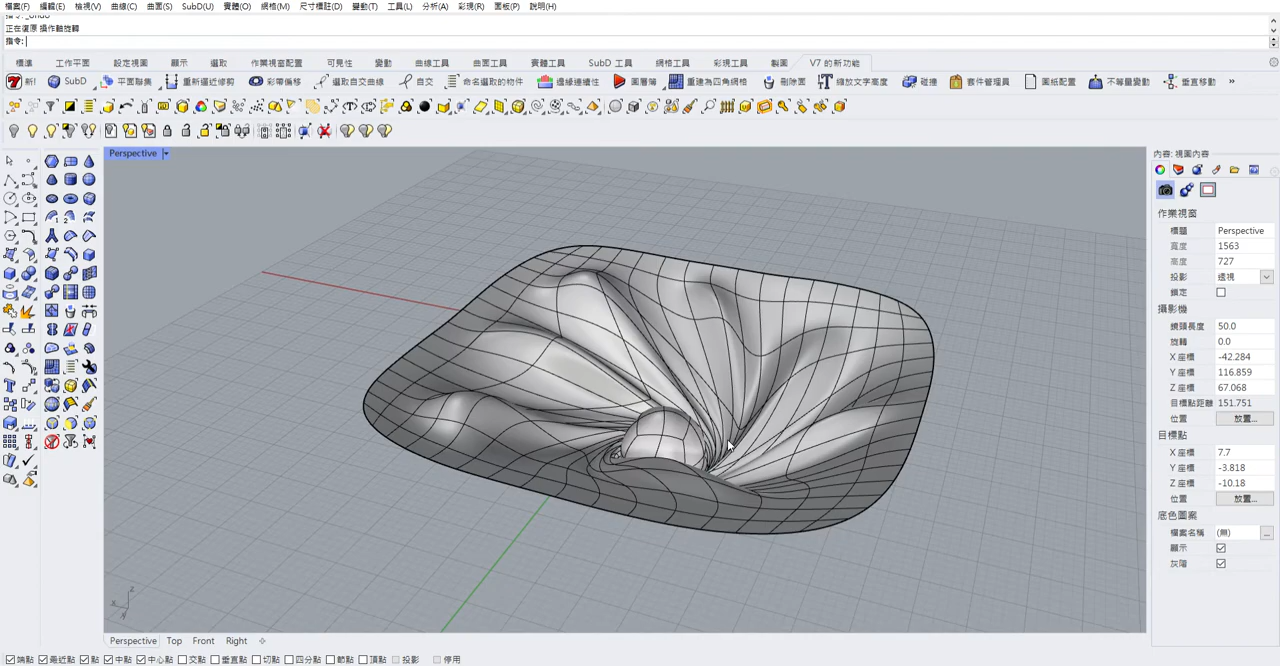 檔案(F) 編輯(E) 檢視(V) 曲線(C) 曲面(S) SubD(U) 實體(O) 網格(M) 尺寸標註(D) 變動(T) 工具(L) 分析(A) 彩現(R) 面板(P) 說明(H)
指令: _Undo
正在復原 操作軸旋轉
指令:
標準 工作平面 設定視圖 顯示 選取 作業視窗配置 可見性 變動 曲線工具 曲面工具 實體工具 SubD 工具 網格工具 彩現工具 製圖 V7 的新功能
新! SubD 平面聯集 重新逼近修剪 彩帶偏移 選取自交曲線 自交 命名選取的物件 邊緣連續性 圖層簿 重建為四角網格 刪除面 縮放文字高度 碰撞 套件管理員 圖紙配置 不等量變動 垂直移動 »
Perspective
內容: 視圖內容
作業視窗
標題 Perspective
寬度 1563
高度 727
投影 透視
鎖定
攝影機
鏡頭長度 50.0
旋轉 0.0
X 座標 -42.284
Y 座標 116.859
Z 座標 67.068
目標點距離 151.751
位置 放置...
目標點
X 座標 7.7
Y 座標 -3.818
Z 座標 -10.18
位置 放置...
底色圖案
檔案名稱 (無) ...
顯示
灰階
z
x
y
Perspective Top Front Right
端點 最近點 點 中點 中心點 交點 垂直點 切點 四分點 節點 頂點 投影 停用